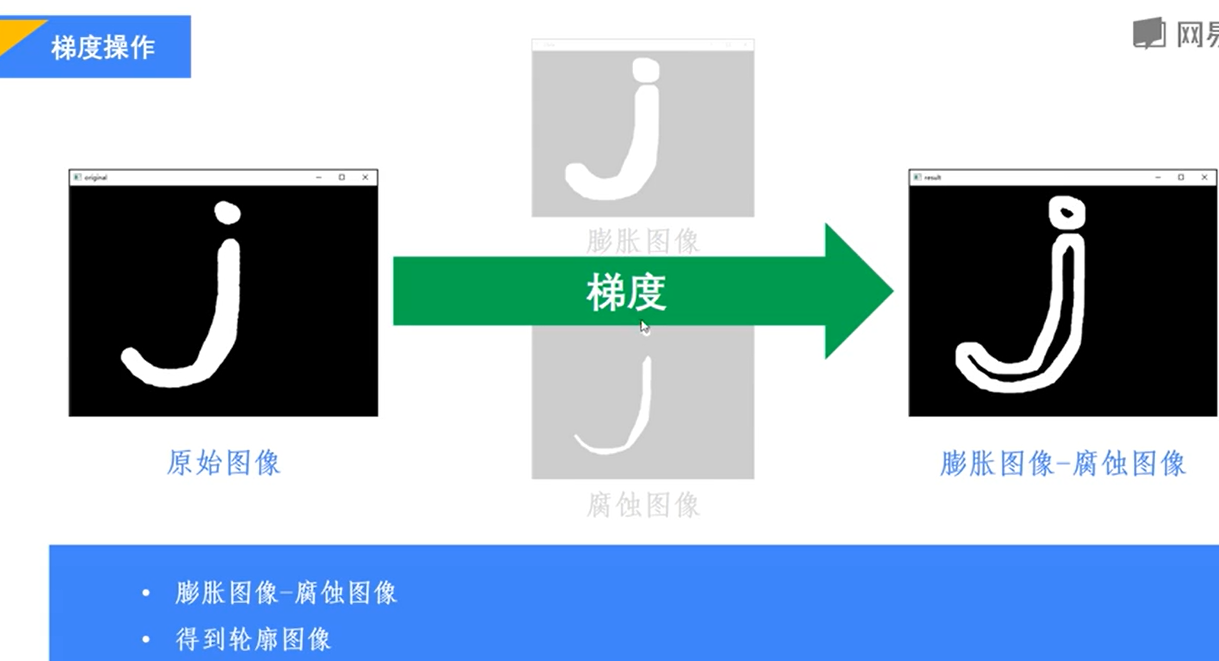 梯度操作
网易
original
膨胀图像
result
梯度
原始图像
膨胀图像-腐蚀图像
腐蚀图像
• 膨胀图像-腐蚀图像
• 得到轮廓图像